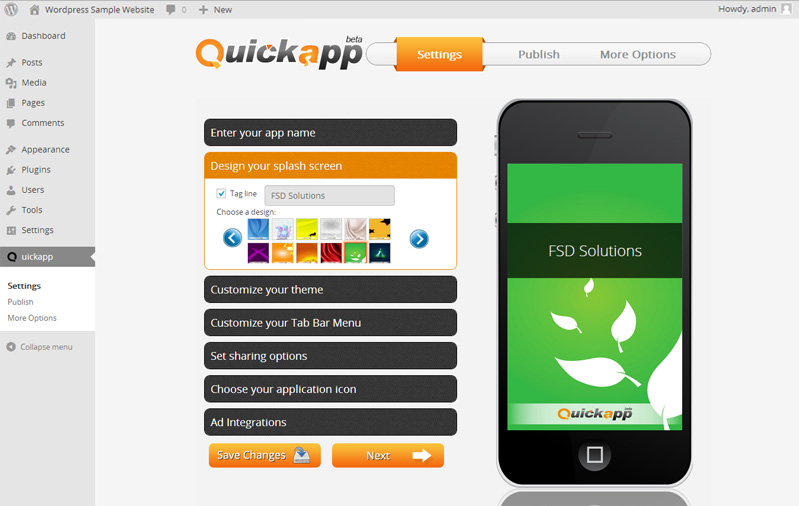 Wordpress Sample Website
0
New
Howdy, admin
Dashboard
Posts
Media
Pages
Comments
Appearance
Plugins
Users
Tools
Settings
uickapp
Settings
Publish
More Options
Collapse menu
Quickapp
beta
Settings
Publish
More Options
Enter your app name
Design your splash screen
Tag line
FSD Solutions
Choose a design:
Customize your theme
Customize your Tab Bar Menu
Set sharing options
Choose your application icon
Ad Integrations
Save Changes
Next
FSD Solutions
Quickapp